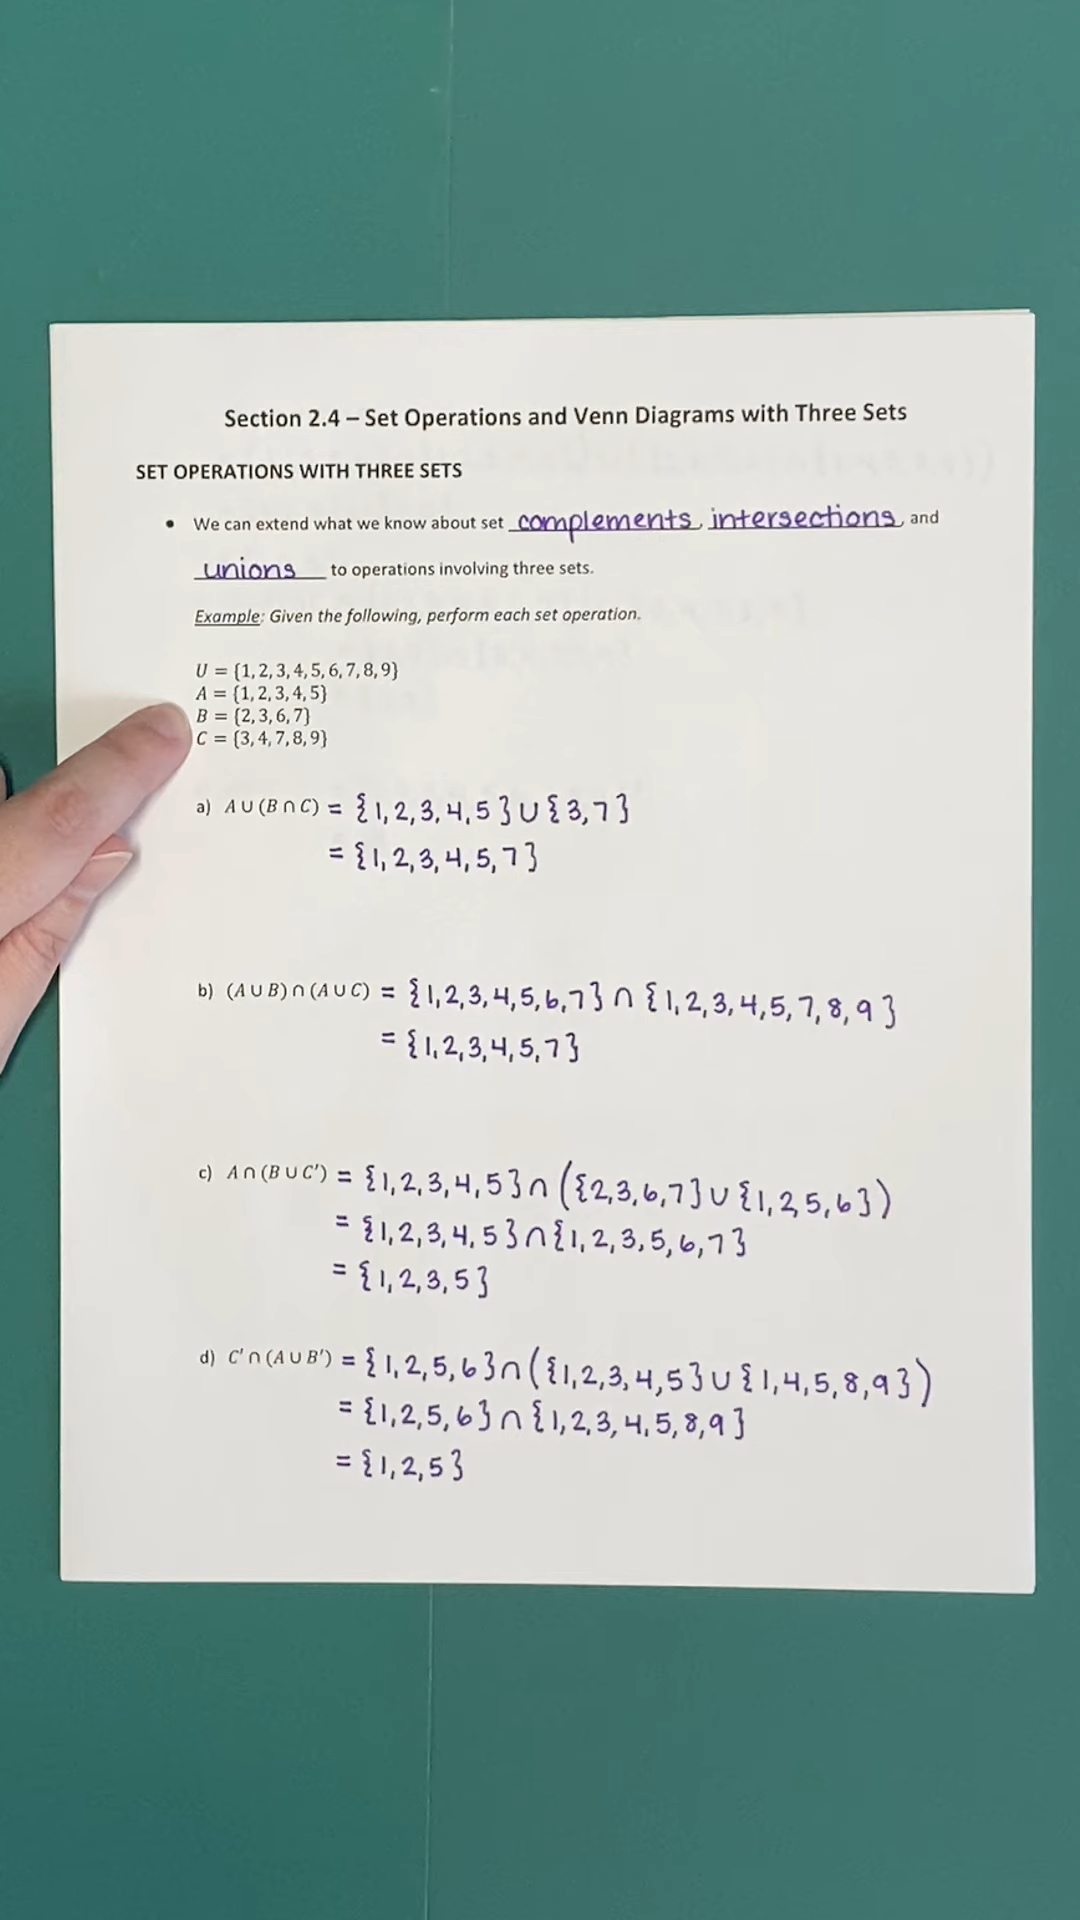 Section 2.4 – Set Operations and Venn Diagrams with Three Sets
SET OPERATIONS WITH THREE SETS
• We can extend what we know about set complements, intersections, and
unions to operations involving three sets.
Example: Given the following, perform each set operation.
U = {1, 2, 3, 4, 5, 6, 7, 8, 9}
A = {1, 2, 3, 4, 5}
B = {2, 3, 6, 7}
C = {3, 4, 7, 8, 9}
a) A ∪ (B ∩ C) = {1, 2, 3, 4, 5} ∪ {3, 7}
= {1, 2, 3, 4, 5, 7}
b) (A ∪ B) ∩ (A ∪ C) = {1, 2, 3, 4, 5, 6, 7} ∩ {1, 2, 3, 4, 5, 7, 8, 9}
= {1, 2, 3, 4, 5, 7}
c) A ∩ (B ∪ C′) = {1, 2, 3, 4, 5} ∩ ({2, 3, 6, 7} ∪ {1, 2, 5, 6})
= {1, 2, 3, 4, 5} ∩ {1, 2, 3, 5, 6, 7}
= {1, 2, 3, 5}
d) C′ ∩ (A ∪ B′) = {1, 2, 5, 6} ∩ ({1, 2, 3, 4, 5} ∪ {1, 4, 5, 8, 9})
= {1, 2, 5, 6} ∩ {1, 2, 3, 4, 5, 8, 9}
= {1, 2, 5}